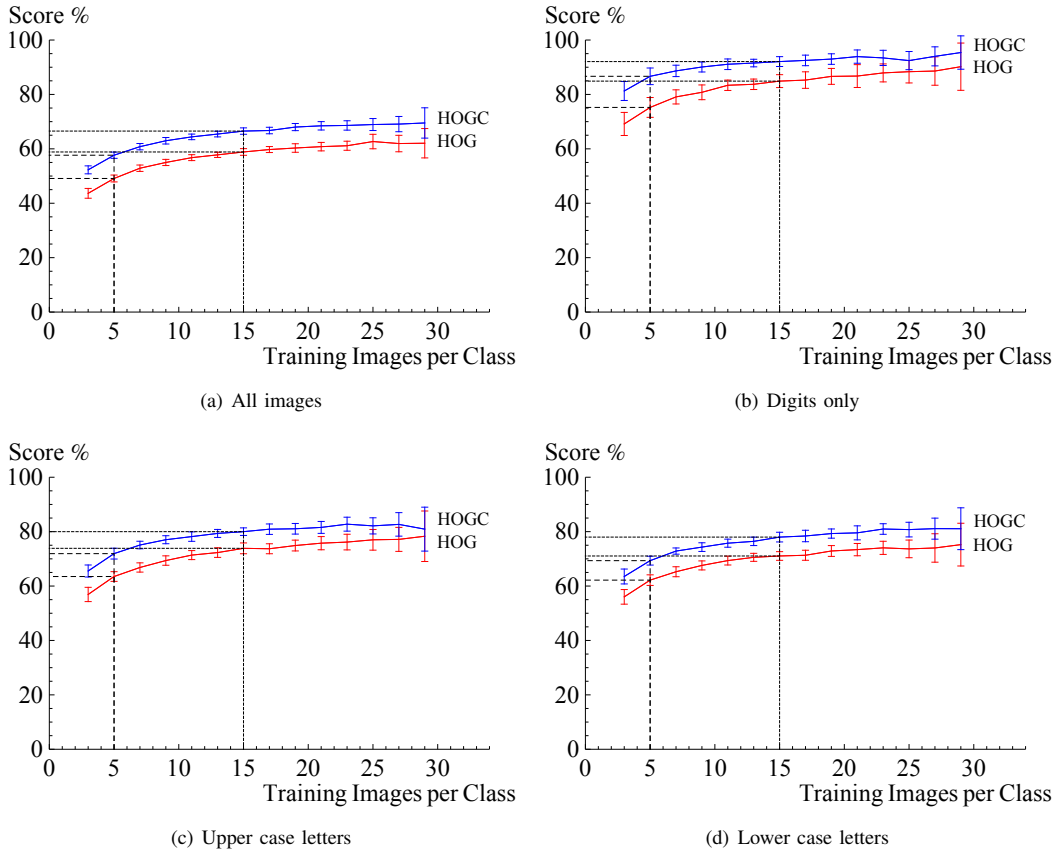 Score %
100
80
60
40
20
0
HOGC
HOG
0 5 10 15 20 25 30
Training Images per Class
(a) All images
Score %
100
80
60
40
20
0
HOGC
HOG
0 5 10 15 20 25 30
Training Images per Class
(b) Digits only
Score %
100
80
60
40
20
0
HOGC
HOG
0 5 10 15 20 25 30
Training Images per Class
(c) Upper case letters
Score %
100
80
60
40
20
0
HOGC
HOG
0 5 10 15 20 25 30
Training Images per Class
(d) Lower case letters